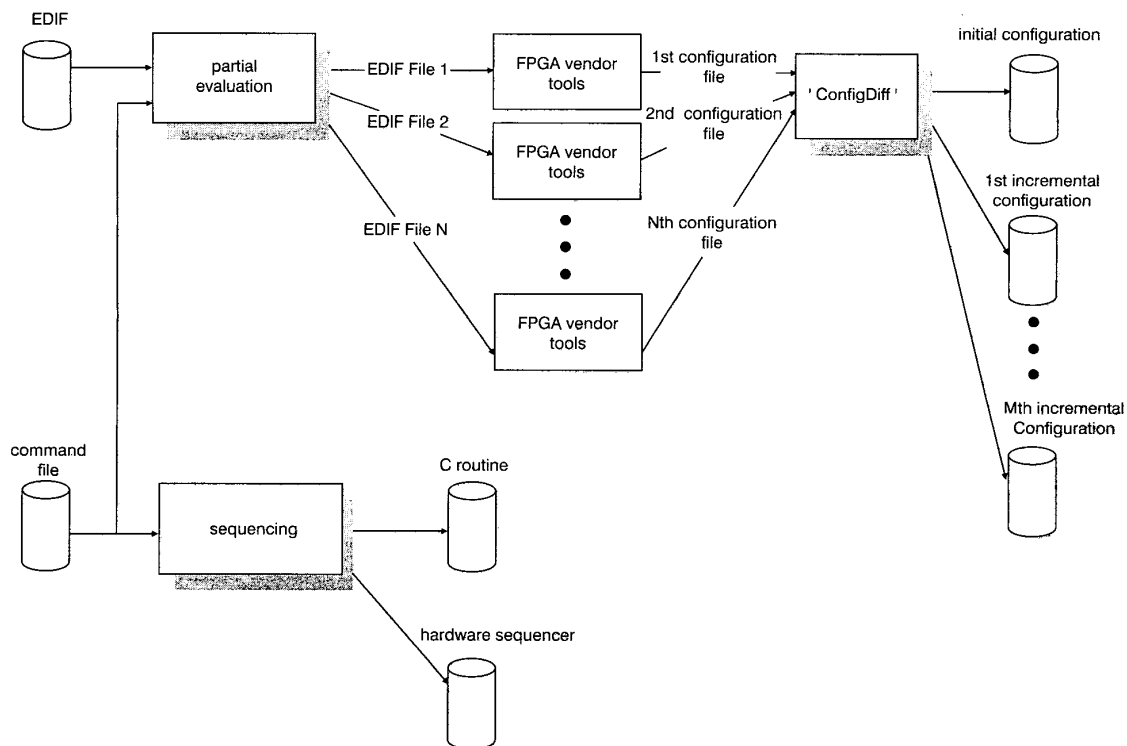 EDIF
partial
evaluation
EDIF File 1
EDIF File 2
EDIF File N
FPGA vendor
tools
FPGA vendor
tools
FPGA vendor
tools
1st configuration
file
2nd configuration
file
Nth configuration
file
' ConfigDiff '
initial configuration
1st incremental
configuration
Mth incremental
Configuration
command
file
sequencing
C routine
hardware sequencer